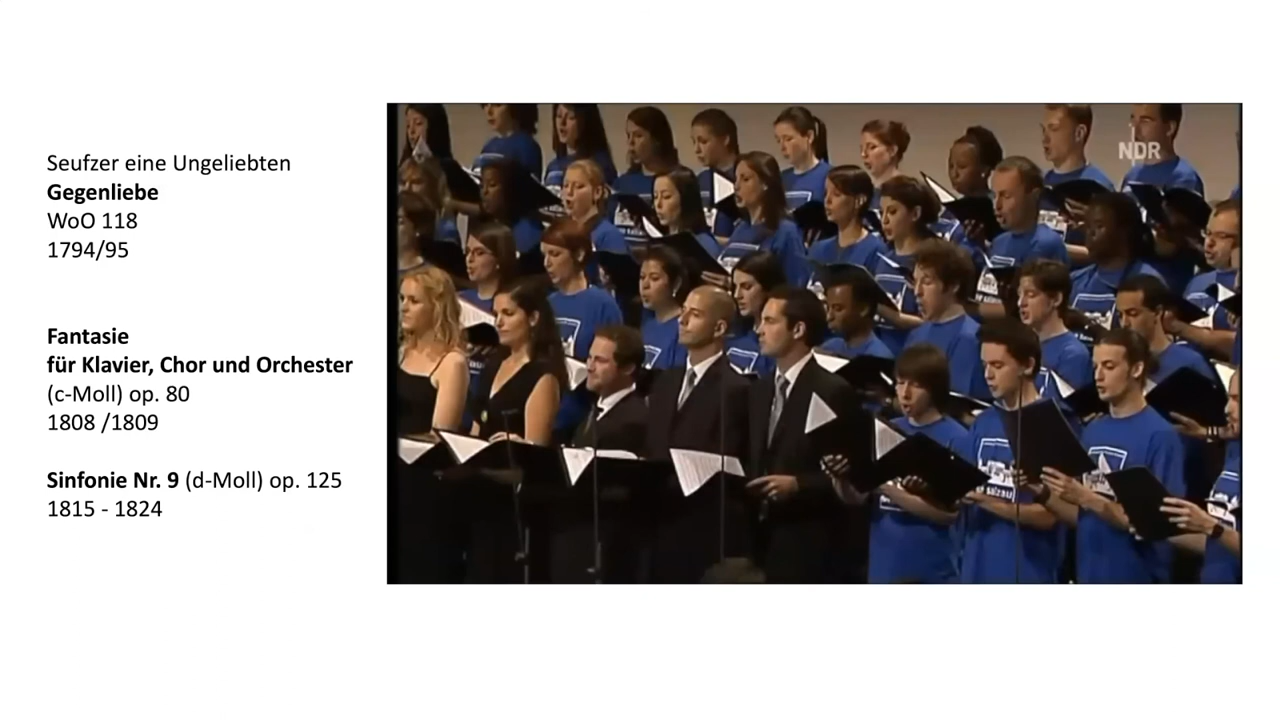 Seufzer eine Ungeliebten
Gegenliebe
WoO 118
1794/95
Fantasie
für Klavier, Chor und Orchester
(c-Moll) op. 80
1808 /1809
Sinfonie Nr. 9 (d-Moll) op. 125
1815 - 1824
NDR